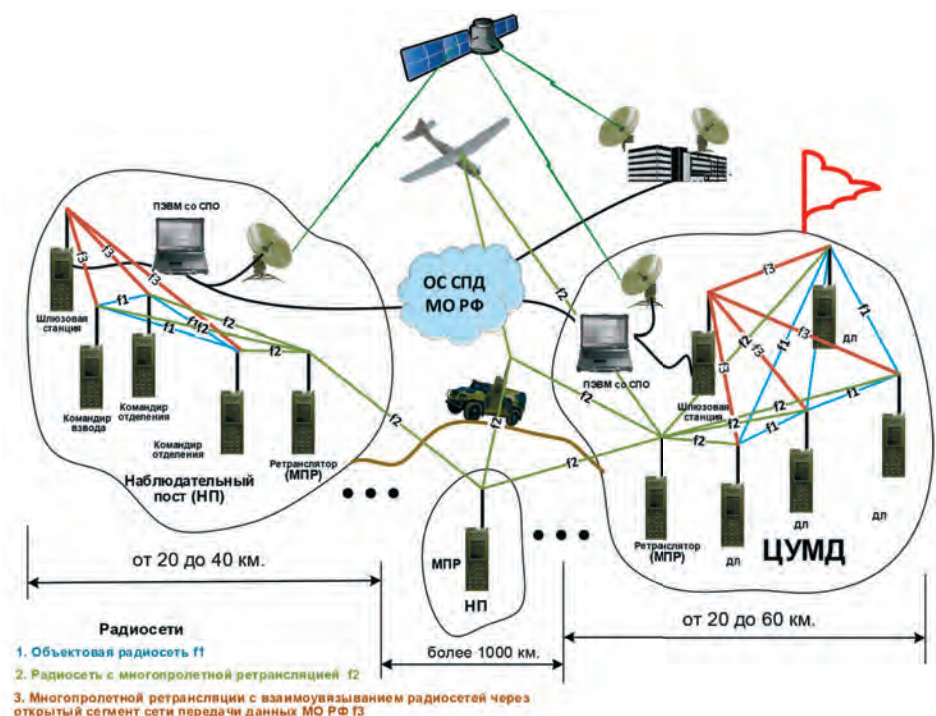 ПЭВМ со СПО
f3
f3
f3
f1
f1
f1
f2
f2
f2
Шлюзовая
станция
Командир
взвода
Командир
отделения
Командир
отделения
Ретранслятор
(МПР)
Наблюдательный
пост (НП)
ОС СПД
МО РФ
f2
f2
f2
f2
МПР
НП
ПЭВМ со СПО
Шлюзовая
станция
f3
f2
f3
f3
f3
f1
f1
f2
f2
f1
f1
дл
Ретранслятор
(МПР)
дл
дл
дл
ЦУМД
от 20 до 40 км.
более 1000 км.
от 20 до 60 км.
Радиосети
1. Объектовая радиосеть f1
2. Радиосеть с многопролетной ретрансляцией f2
3. Многопролетной ретрансляции с взаимоувязыванием радиосетей через
открытый сегмент сети передачи данных МО РФ f3